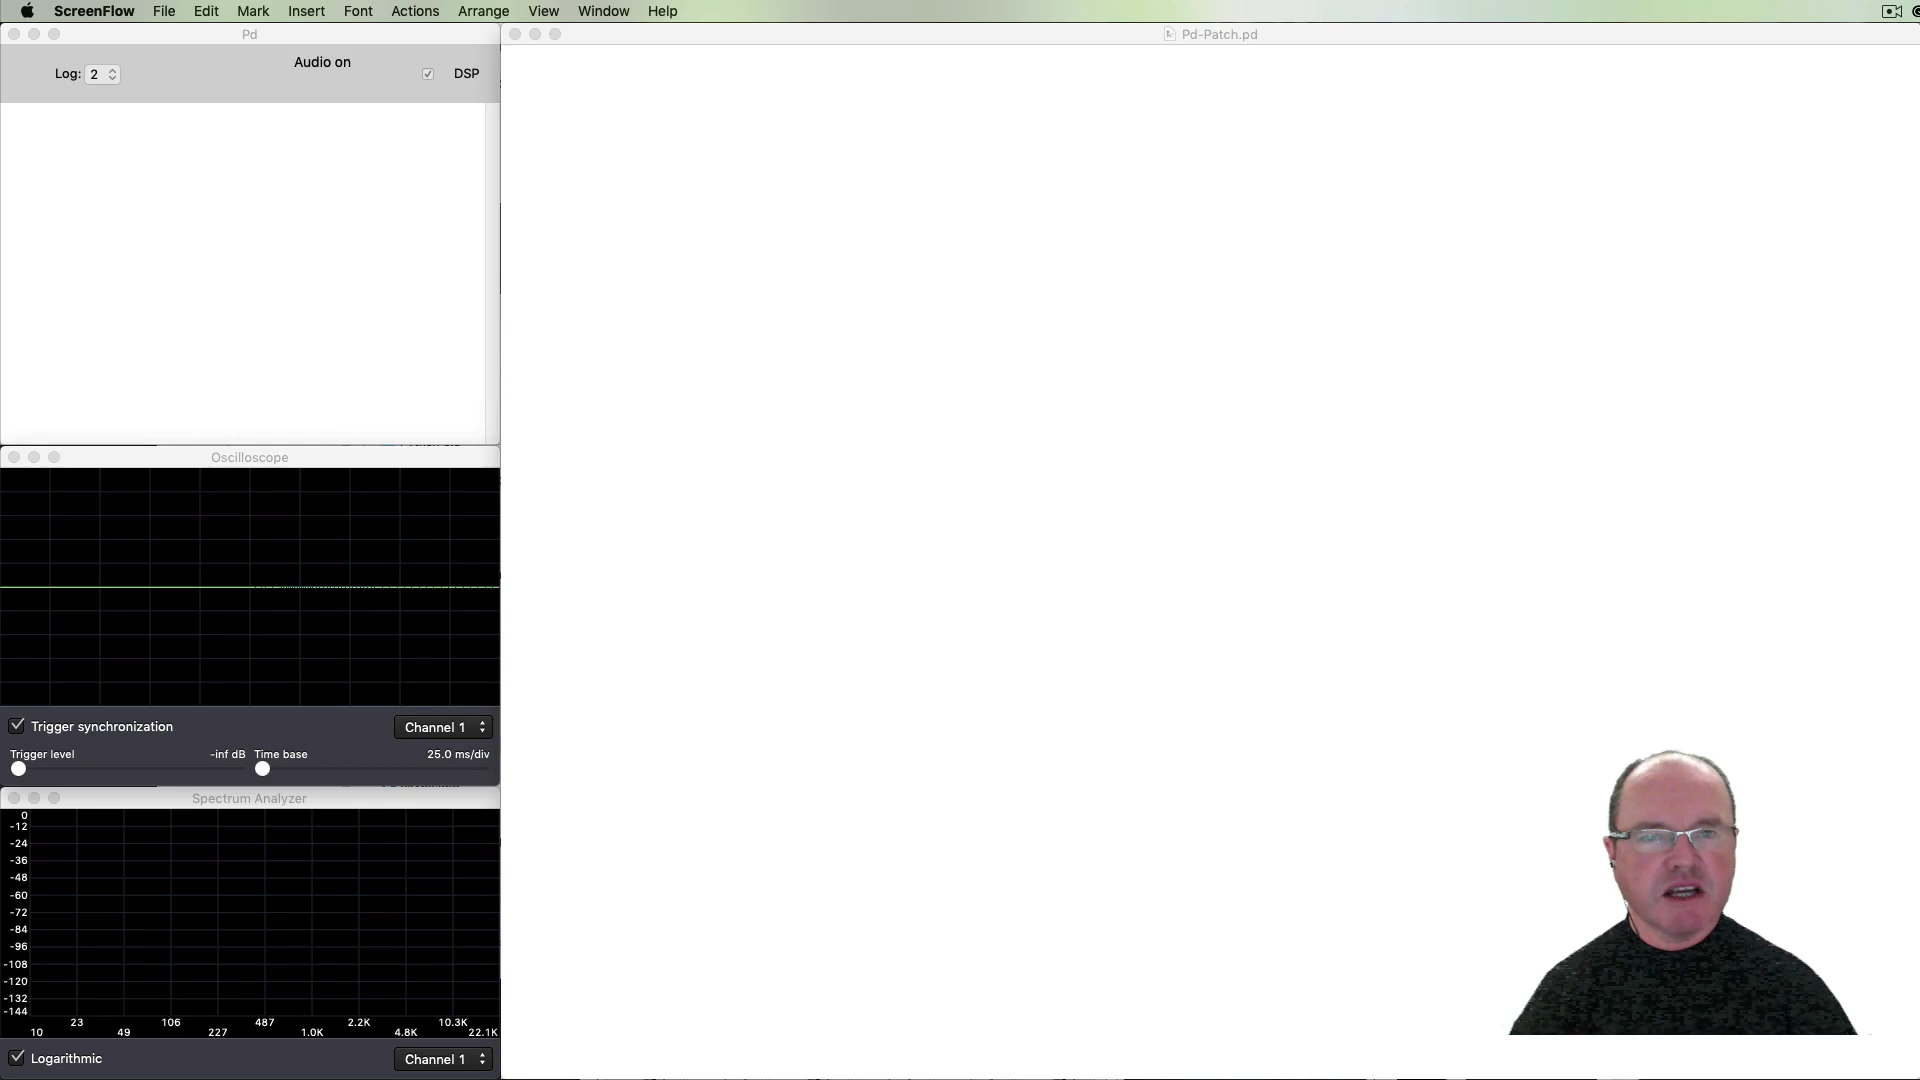 ScreenFlow File Edit Mark Insert Font Actions Arrange View Window Help
Pd
Pd-Patch.pd
Audio on
Log: 2
DSP
Oscilloscope
Trigger synchronization
Channel 1
Trigger level
-inf dB
Time base
25.0 ms/div
Spectrum Analyzer
0
-12
-24
-36
-48
-60
-72
-84
-96
-108
-120
-132
-144
23 106 487 2.2K 10.3K
10 49 227 1.0K 4.8K 22.1K
Logarithmic
Channel 1